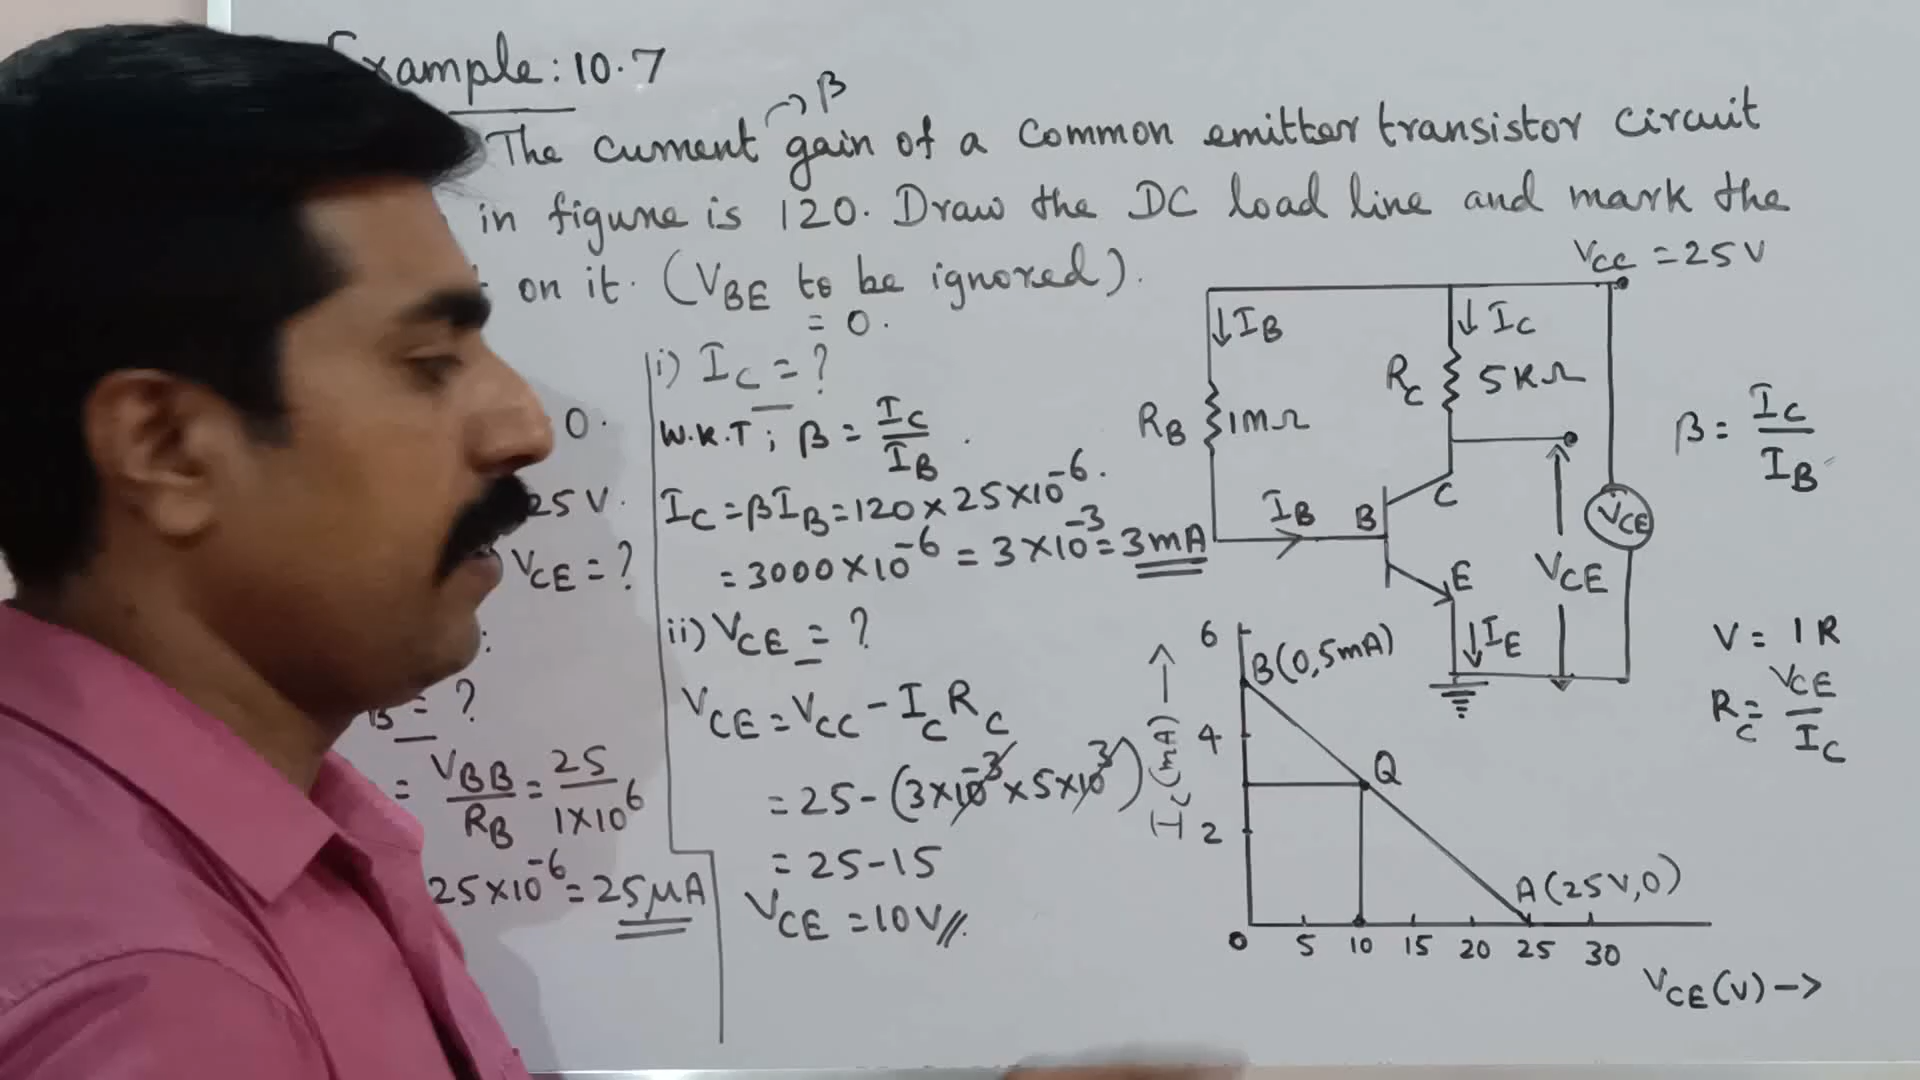 Example: 10.7
→ β
The current gain of a common emitter transistor circuit
in figure is 120. Draw the DC load line and mark the
on it. (VBE to be ignored).
= 0.
0.
25V.
VCE = ?
B = ?
= VBB/RB = 25/1×10⁶
25×10⁻⁶ = 25μA
i) IC = ?
W.K.T; β = IC/IB.
IC = βIB = 120 × 25×10⁻⁶.
= 3000×10⁻⁶ = 3×10⁻³ = 3mA
ii) VCE = ?
VCE = VCC - ICRC
= 25 - (3×10⁻³ × 5×10³)
= 25-15
VCE = 10V//.
VCC = 25V
↓IB
↓IC
RC 5KΩ
RB 1MΩ
IB B C
VCE
E
VCE
↓IE
β = IC/IB
V = IR
RC = VCE/IC
6
B(0,5mA)
4
Q
IC(mA) →
2
A(25V,0)
0 5 10 15 20 25 30
VCE(V) →